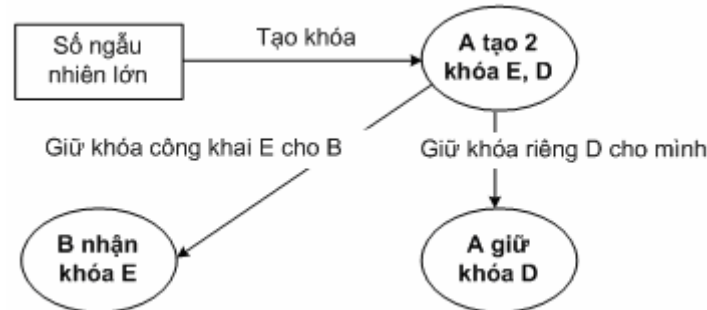 Số ngẫu
nhiên lớn
Tạo khóa
A tạo 2
khóa E, D
Giữ khóa công khai E cho B
Giữ khóa riêng D cho mình
B nhận
khóa E
A giữ
khóa D